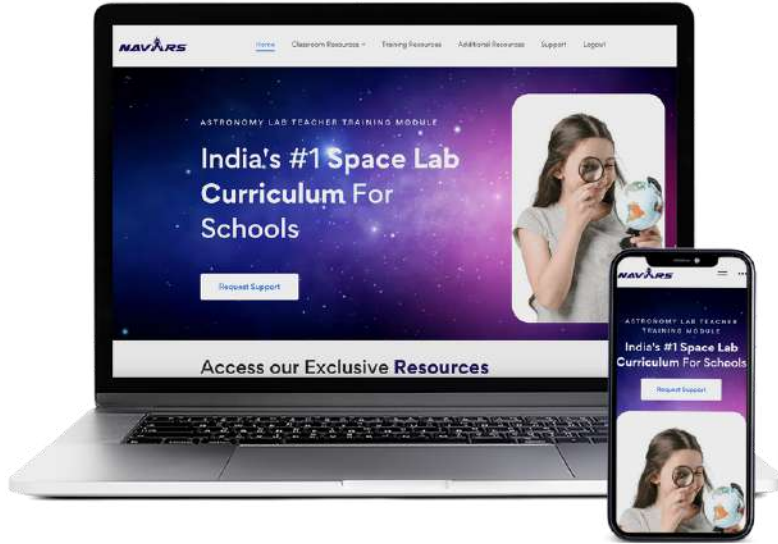 NAVARS
Home Classroom Resources Training Resources Additional Resources Support Logout
ASTRONOMY LAB TEACHER TRAINING MODULE
India's #1 Space Lab
Curriculum For
Schools
Request Support
Access our Exclusive Resources
NAVARS
ASTRONOMY LAB TEACHER
TRAINING MODULE
India's #1 Space Lab
Curriculum For Schools
Request Support